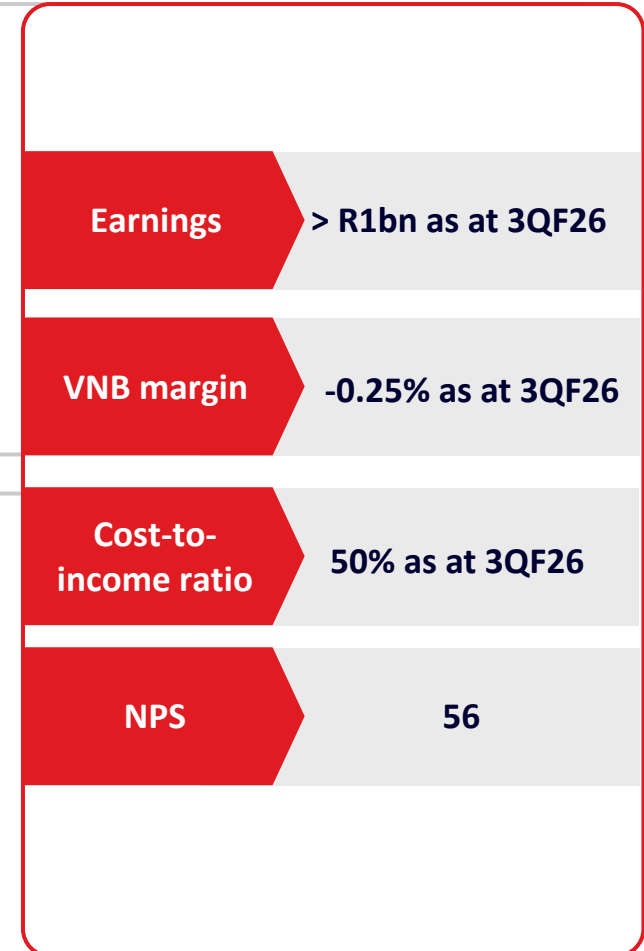 Earnings
> R1bn as at 3QF26
VNB margin
-0.25% as at 3QF26
Cost-to-
income ratio
50% as at 3QF26
NPS
56